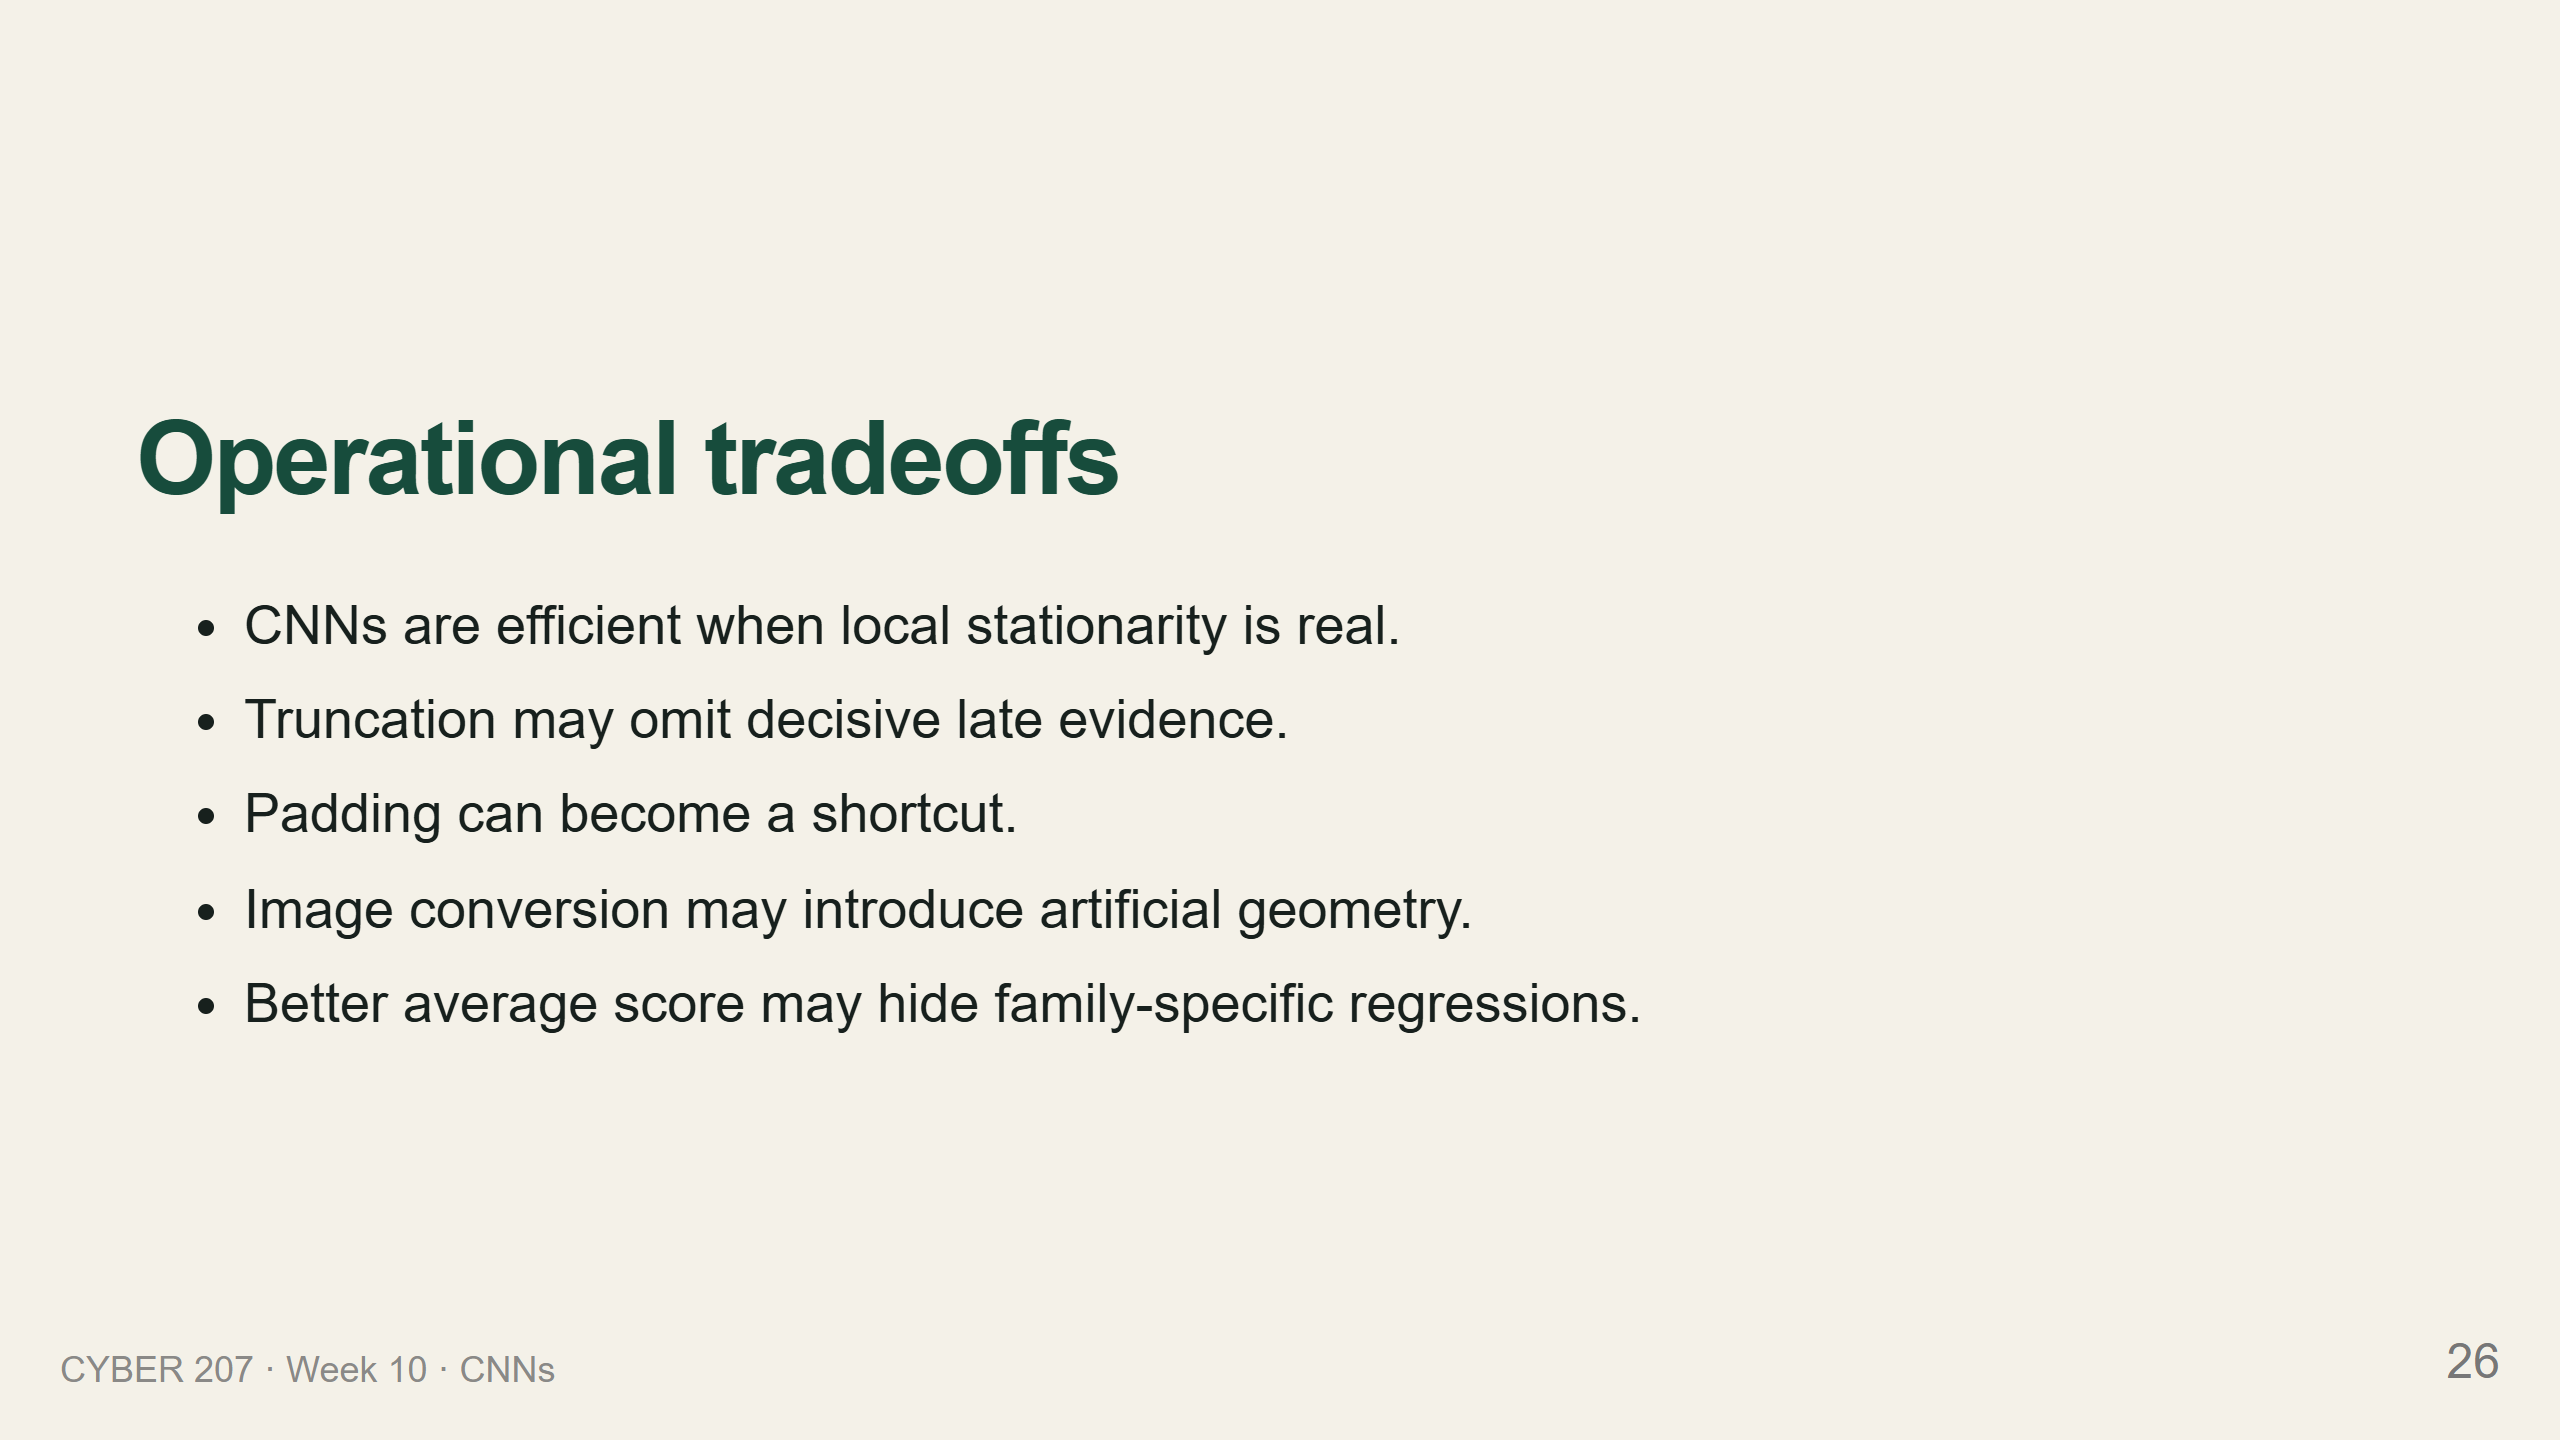 Operational tradeoffs
• CNNs are efficient when local stationarity is real.
• Truncation may omit decisive late evidence.
• Padding can become a shortcut.
• Image conversion may introduce artificial geometry.
• Better average score may hide family-specific regressions.
CYBER 207 · Week 10 · CNNs
26